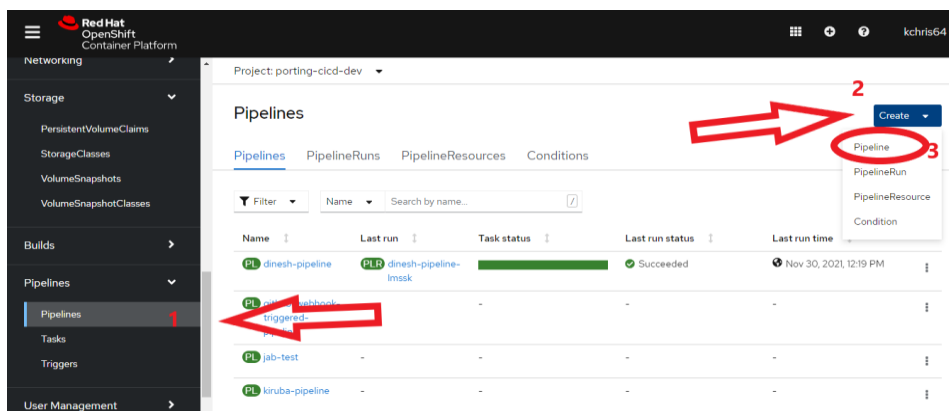 Red Hat
OpenShift
Container Platform
kchris64
Networking
Storage
PersistentVolumeClaims
StorageClasses
VolumeSnapshots
VolumeSnapshotClasses
Builds
Pipelines
Pipelines
1
Tasks
Triggers
User Management
Project: porting-cicd-dev
Pipelines
2
Create
Pipeline
3
PipelineRun
PipelineResource
Condition
Pipelines PipelineRuns PipelineResources Conditions
Filter Name Search by name... /
Name Last run Task status Last run status Last run time
PL dinesh-pipeline PLR dinesh-pipeline-lmssk Succeeded Nov 30, 2021, 12:19 PM
PL triggered- - - - -
PL jab-test - - - -
PL kiruba-pipeline - - - -